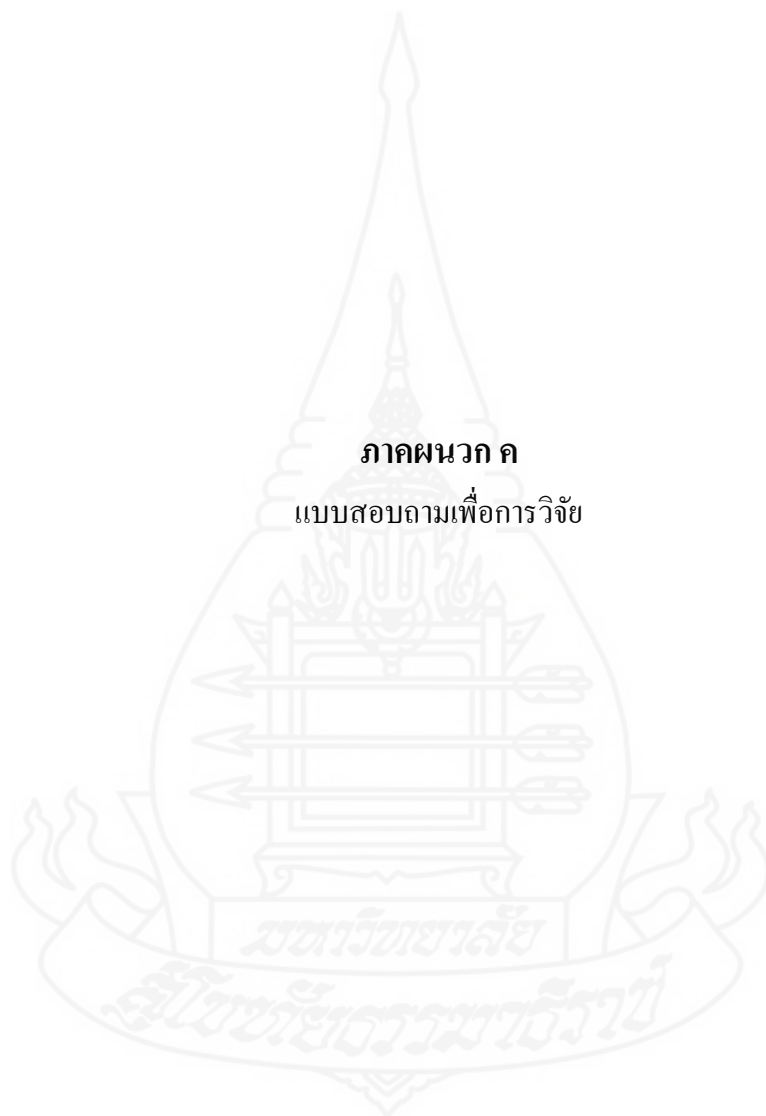 ภาคผนวก ค
แบบสอบถามเพื่อการวิจัย
มหาวิทยาลัย
สุโขทัยธรรมาธิราช